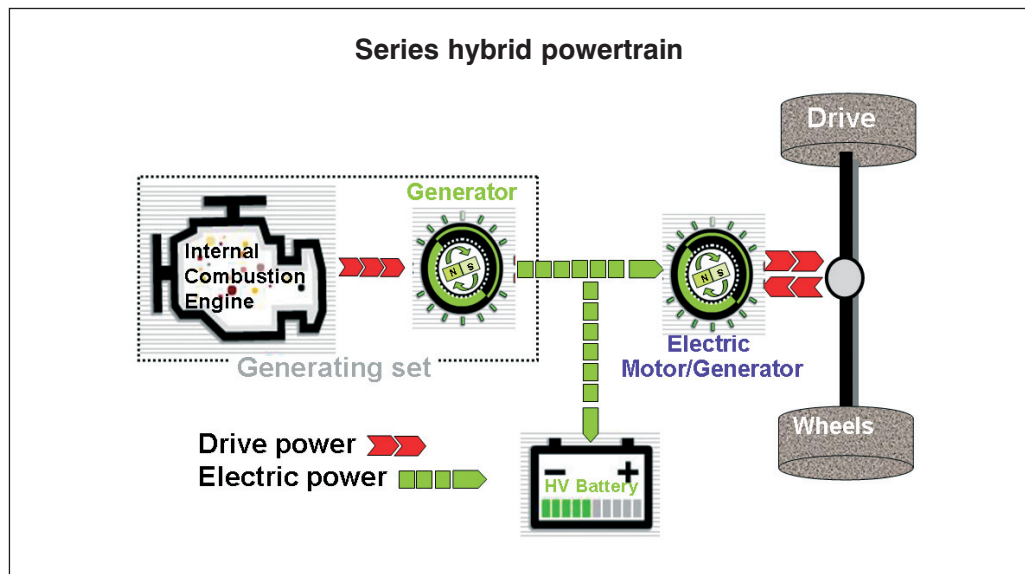 Series hybrid powertrain
Drive
Generator
Internal
Combustion
Engine
N S
N S
Generating set
Electric
Motor/Generator
Wheels
Drive power
Electric power
− +
HV Battery